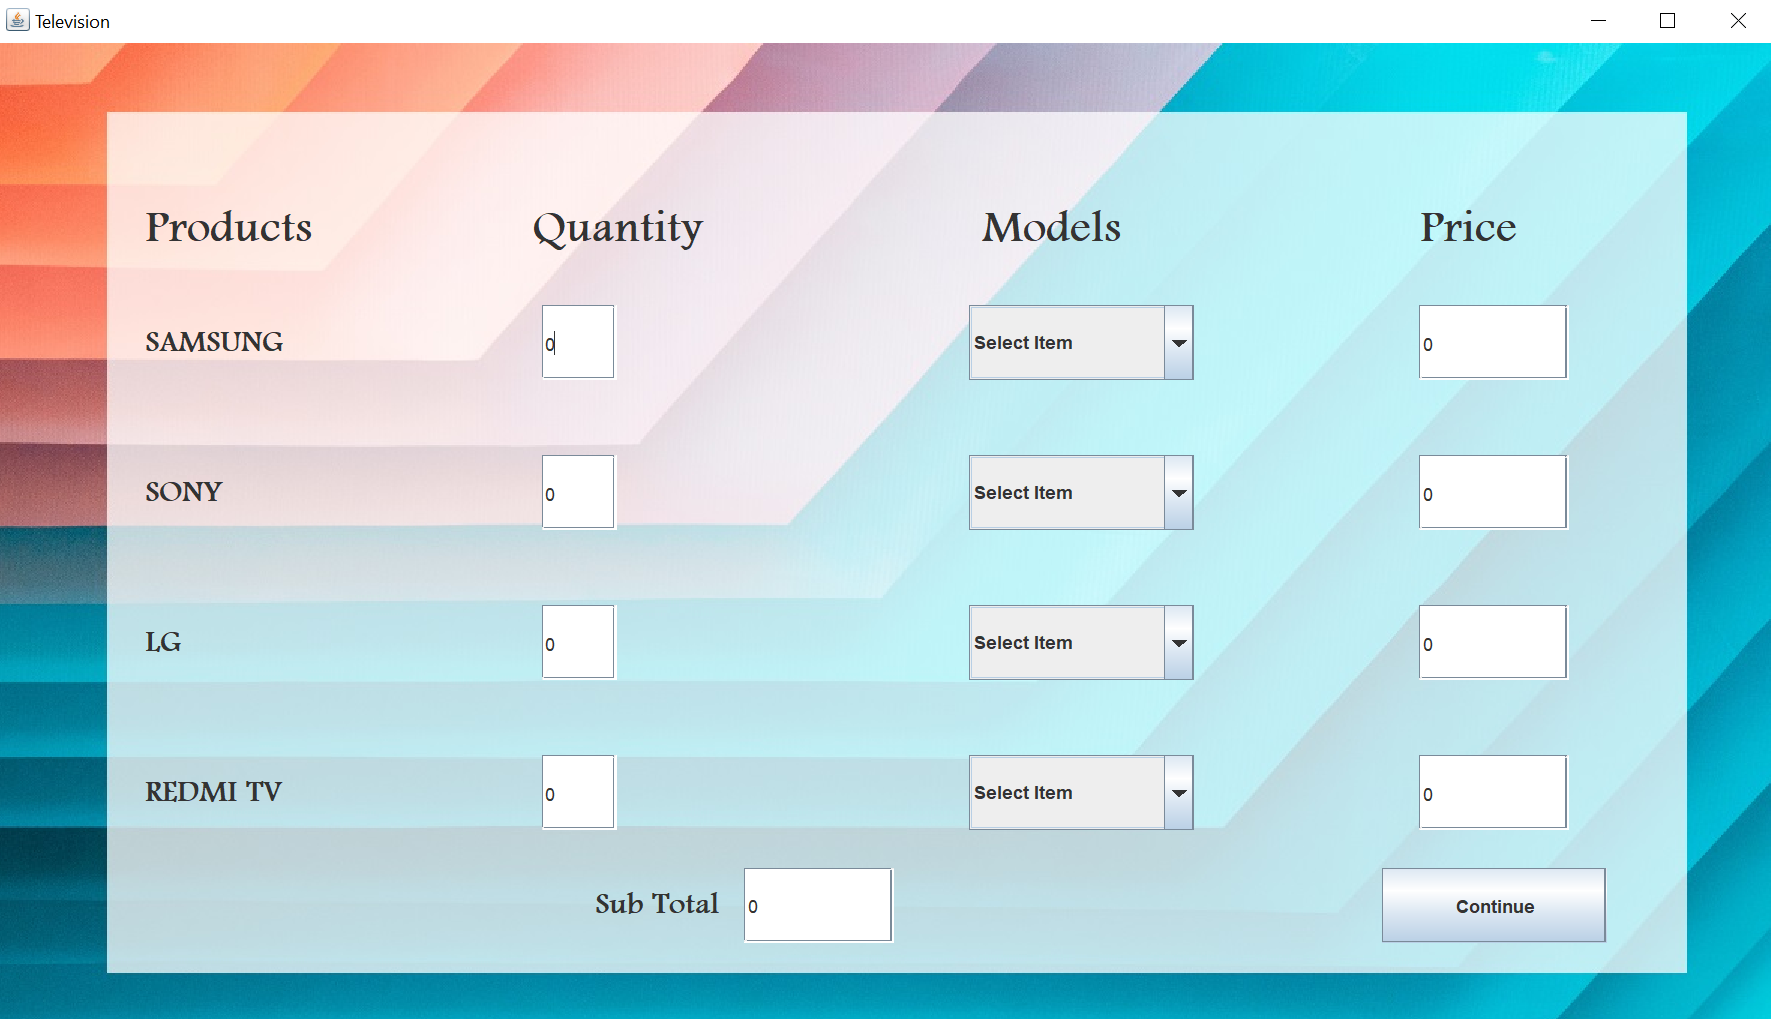 Television
Products Quantity Models Price
SAMSUNG 0 Select Item 0
SONY 0 Select Item 0
LG 0 Select Item 0
REDMI TV 0 Select Item 0
Sub Total 0 Continue